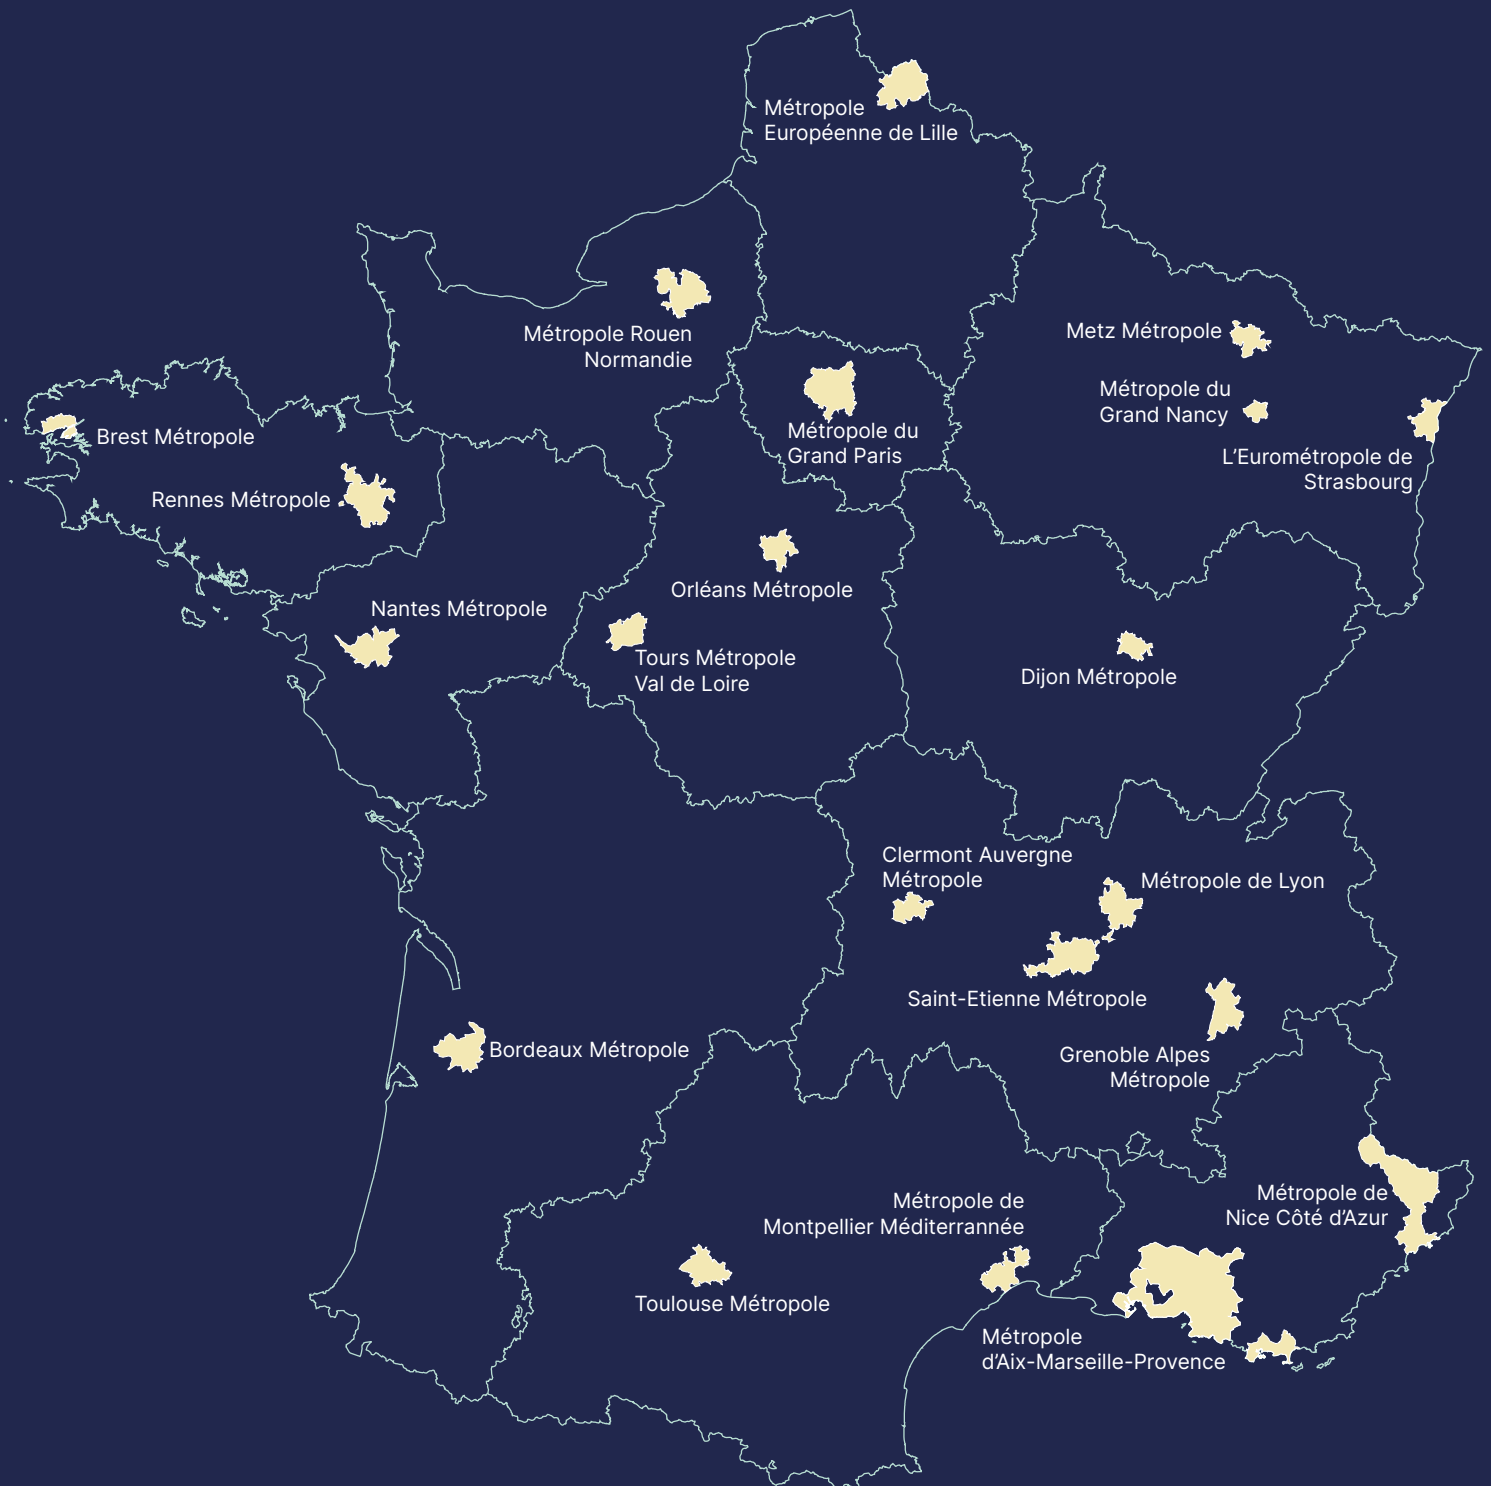 Métropole
Européenne de Lille
Métropole Rouen
Normandie
Metz Métropole
Métropole du
Grand Nancy
Métropole du
Grand Paris
Brest Métropole
L'Eurométropole de
Strasbourg
Rennes Métropole
Orléans Métropole
Nantes Métropole
Tours Métropole
Val de Loire
Dijon Métropole
Clermont Auvergne
Métropole
Métropole de Lyon
Saint-Etienne Métropole
Bordeaux Métropole
Grenoble Alpes
Métropole
Métropole de
Nice Côté d'Azur
Métropole de
Montpellier Méditerrannée
Toulouse Métropole
Métropole
d'Aix-Marseille-Provence